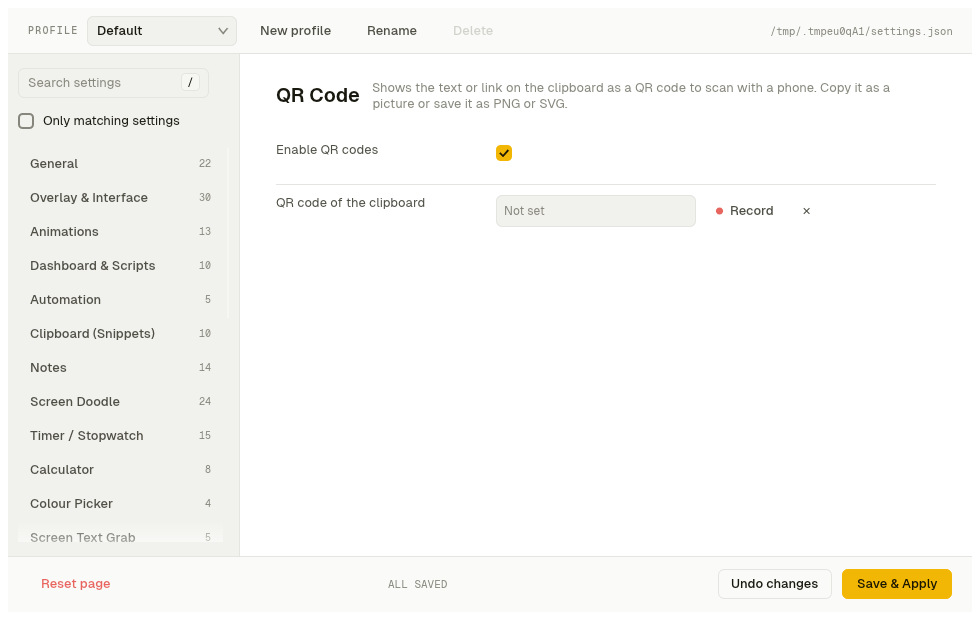 PROFILE Default New profile Rename Delete /tmp/.tmpeu0qA1/settings.json
Search settings /
Only matching settings
General 22
Overlay & Interface 30
Animations 13
Dashboard & Scripts 10
Automation 5
Clipboard (Snippets) 10
Notes 14
Screen Doodle 24
Timer / Stopwatch 15
Calculator 8
Colour Picker 4
Screen Text Grab 5
QR Code
Shows the text or link on the clipboard as a QR code to scan with a phone. Copy it as a
picture or save it as PNG or SVG.
Enable QR codes
QR code of the clipboard Not set Record ×
Reset page ALL SAVED Undo changes Save & Apply